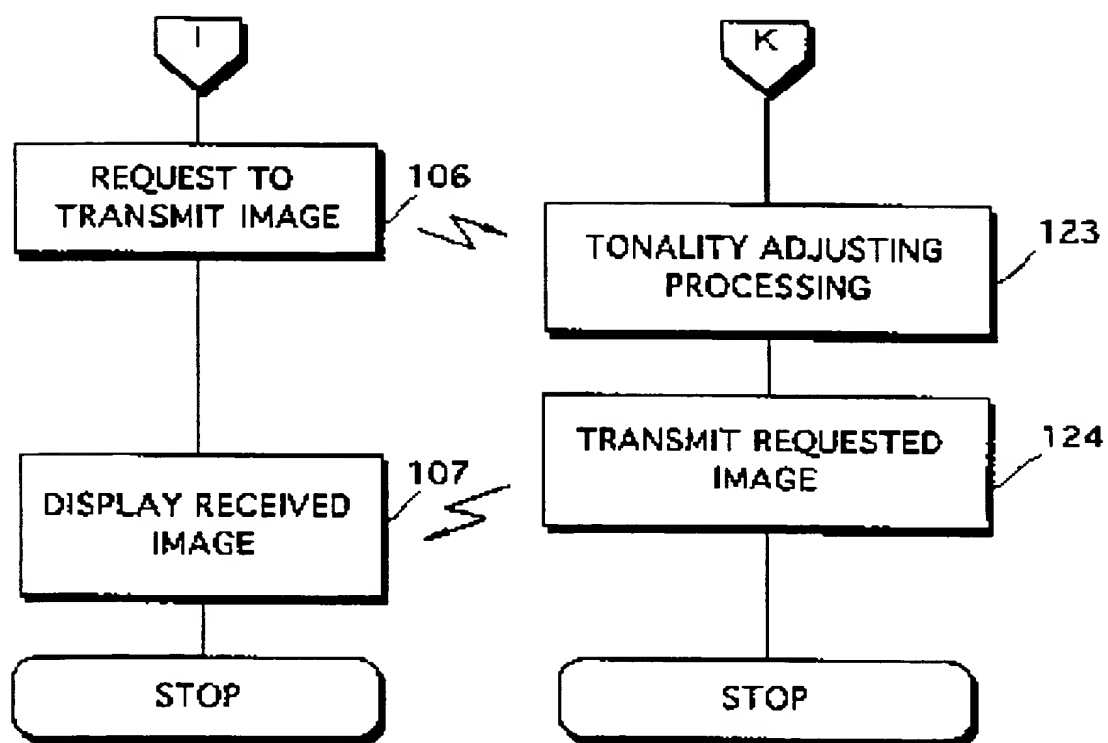 I
REQUEST TO
TRANSMIT IMAGE
106
DISPLAY RECEIVED
IMAGE
107
STOP
K
TONALITY ADJUSTING
PROCESSING
123
TRANSMIT REQUESTED
IMAGE
124
STOP